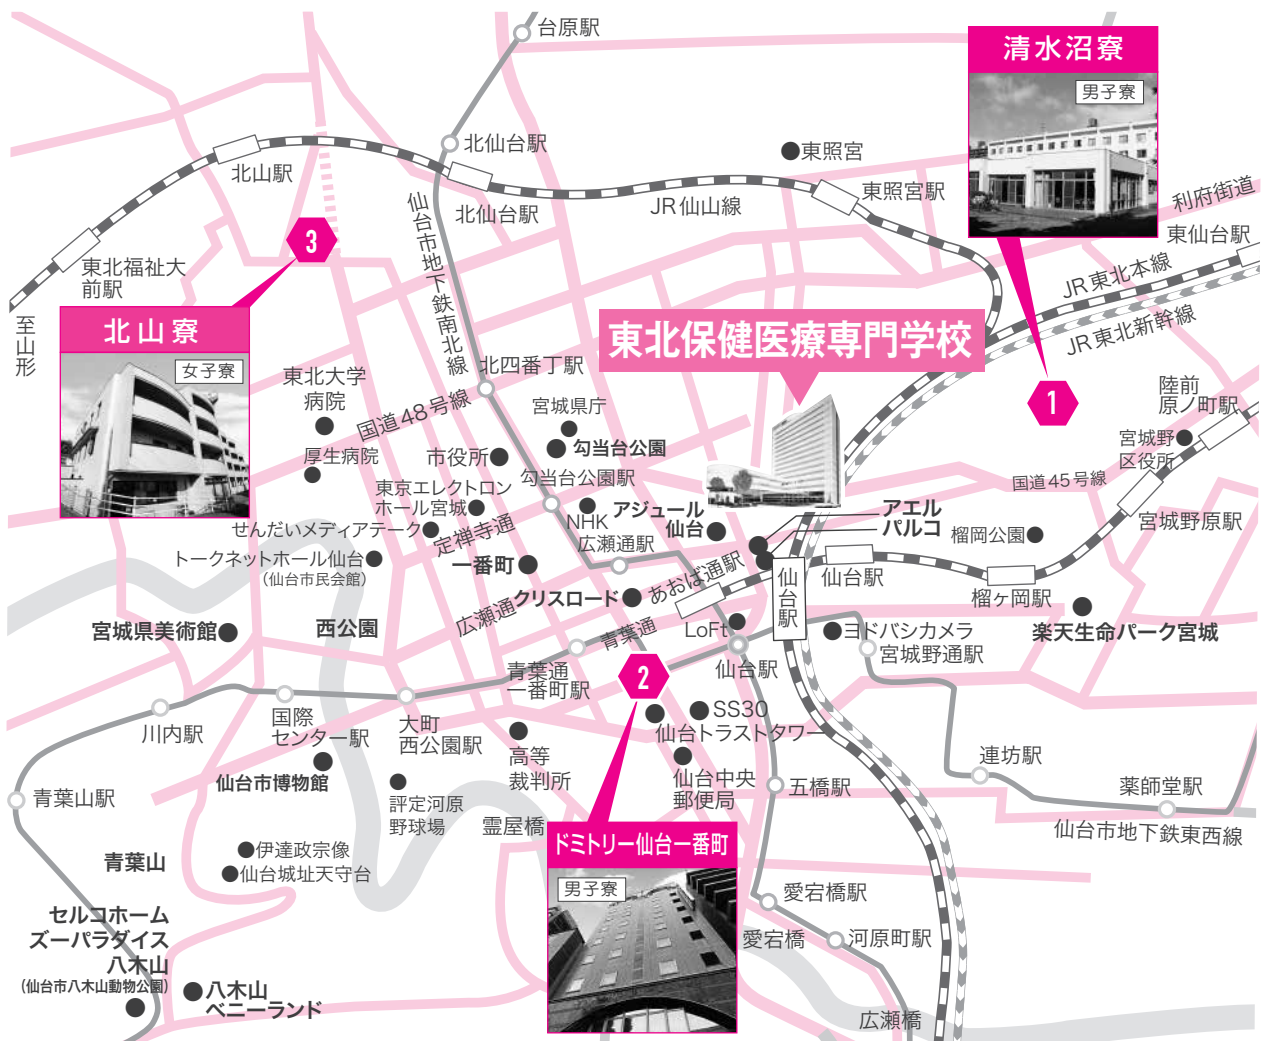 台原駅
清水沼寮
男子寮
北仙台駅
東照宮
北山駅
東照宮駅
北仙台駅
JR仙山線
利府街道
東仙台駅
仙台市地下鉄南北線
3
東北福祉大
前駅
JR東北本線
JR東北新幹線
至山形
北山寮
女子寮
東北保健医療専門学校
北四番丁駅
東北大学
病院
国道48号線
宮城県庁
1
陸前
原ノ町駅
勾当台公園
宮城野
区役所
厚生病院
市役所
勾当台公園駅
国道45号線
東京エレクトロン
ホール宮城
アジュール
仙台
アエル
パルコ
NHK
宮城野原駅
せんだいメディアテーク
定禅寺通
広瀬通駅
榴岡公園
トークネットホール仙台
(仙台市民会館)
一番町
あおば通駅
仙台駅
仙台駅
榴ヶ岡駅
クリスロード
広瀬通
宮城県美術館
西公園
青葉通
LoFt
ヨドバシカメラ
宮城野通駅
楽天生命パーク宮城
青葉通
一番町駅
2
仙台駅
川内駅
国際
センター駅
大町
西公園駅
SS30
仙台トラストタワー
高等
裁判所
連坊駅
仙台市博物館
仙台中央
郵便局
五橋駅
青葉山駅
評定河原
野球場
霊屋橋
薬師堂駅
仙台市地下鉄東西線
ドミトリー仙台一番町
男子寮
伊達政宗像
青葉山
仙台城址天守台
愛宕橋駅
セルコホーム
ズーパラダイス
八木山
(仙台市八木山動物公園)
愛宕橋
河原町駅
八木山
ベニーランド
広瀬橋